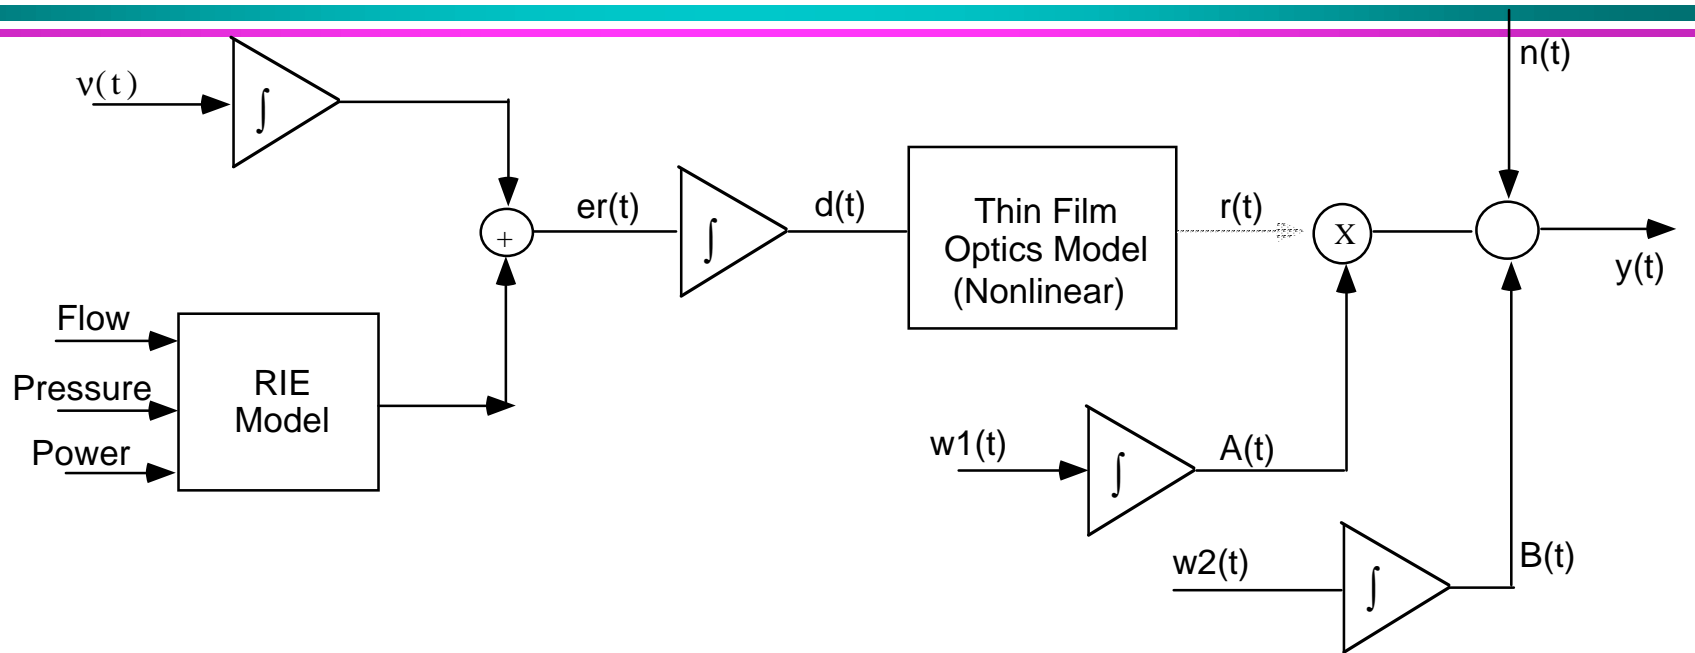 n(t)
ν(t)
∫
+
er(t)
∫
d(t)
Thin Film
Optics Model
(Nonlinear)
r(t)
X
y(t)
Flow
Pressure
Power
RIE
Model
w1(t)
∫
A(t)
w2(t)
∫
B(t)